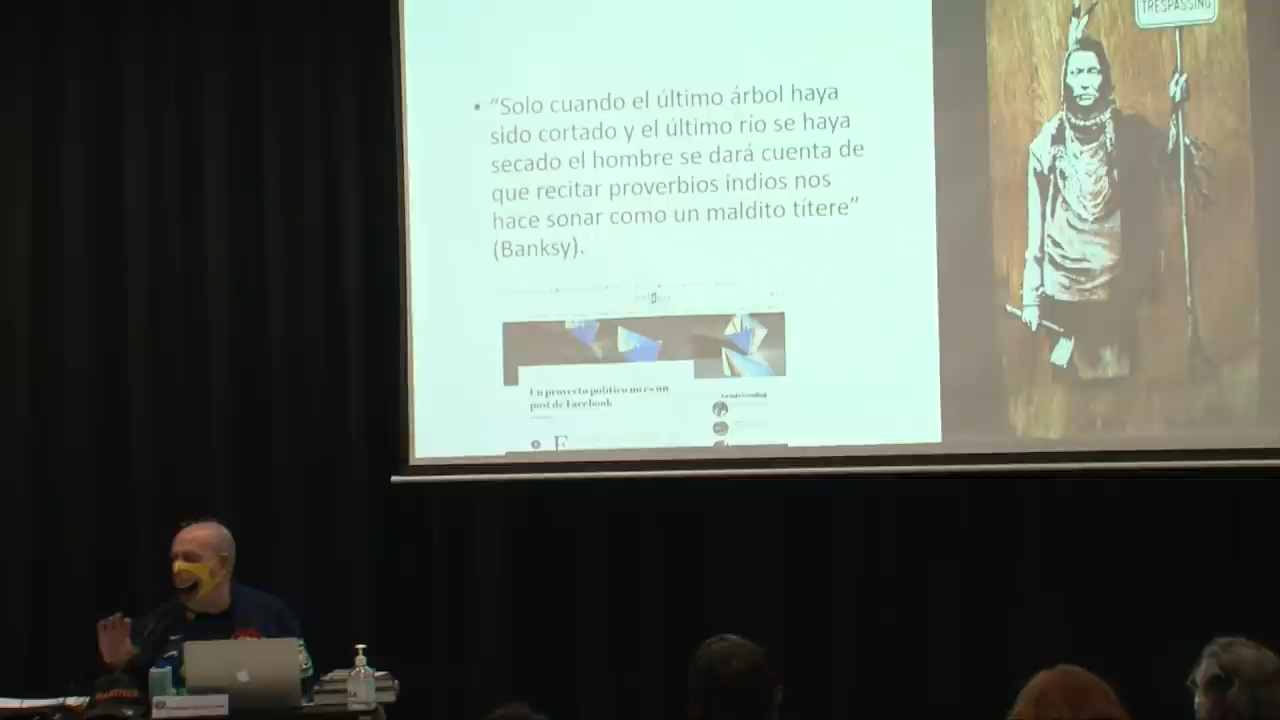 TRESPASSING
• "Solo cuando el último árbol haya
sido cortado y el último río se haya
secado el hombre se dará cuenta de
que recitar proverbios indios nos
hace sonar como un maldito títere"
(Banksy).
Un proyecto político no es un
post de Facebook